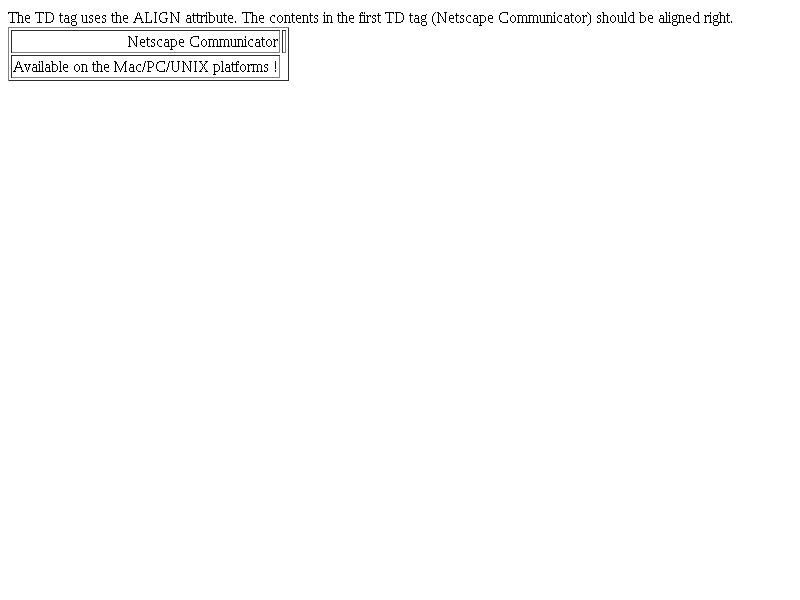 The TD tag uses the ALIGN attribute. The contents in the first TD tag (Netscape Communicator) should be aligned right.
Netscape Communicator
Available on the Mac/PC/UNIX platforms !